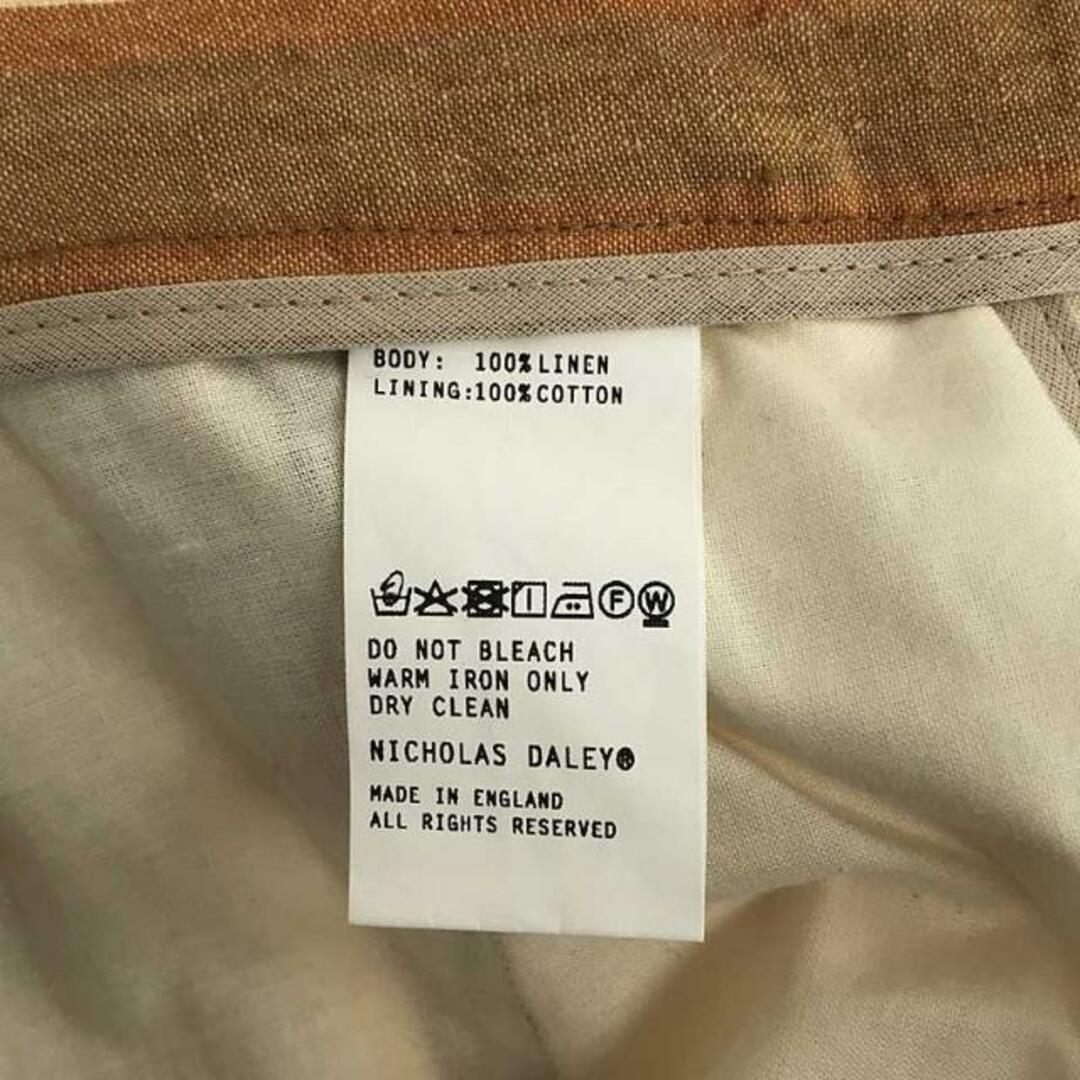 BODY: 100% LINEN
LINING:100%COTTON
F W
DO NOT BLEACH
WARM IRON ONLY
DRY CLEAN
NICHOLAS DALEY®
MADE IN ENGLAND
ALL RIGHTS RESERVED